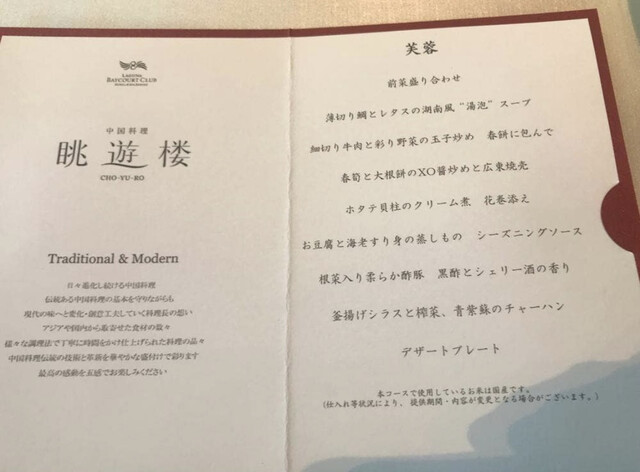 LAGUNA
BAYCOURT CLUB
中国料理
眺遊楼
CHO-YU-RO
Traditional & Modern
日々進化し続ける中国料理
伝統ある中国料理の基本を守りながらも
現代の味へと変化・創意工夫していく料理長の想い
アジアや国内から取寄せた食材の数々
様々な調理法で丁寧に時間をかけ仕上げられた料理の品々
中国料理伝統の技術と革新を華やかな盛付けで彩ります
最高の感動を五感でお楽しみください
芙蓉
前菜盛り合わせ
薄切り鯛とレタスの湖南風“湯泡”スープ
細切り牛肉と彩り野菜の玉子炒め 春餅に包んで
春筍と大根餅のXO醤炒めと広東焼売
ホタテ貝柱のクリーム煮 花巻添え
お豆腐と海老すり身の蒸しもの シーズニングソース
根菜入り柔らか酢豚 黒酢とシェリー酒の香り
釜揚げシラスと搾菜、青紫蘇のチャーハン
デザートプレート
本コースで使用しているお米は国産です。
(仕入れ等状況により、提供期間・内容が変更となる場合がございます。)